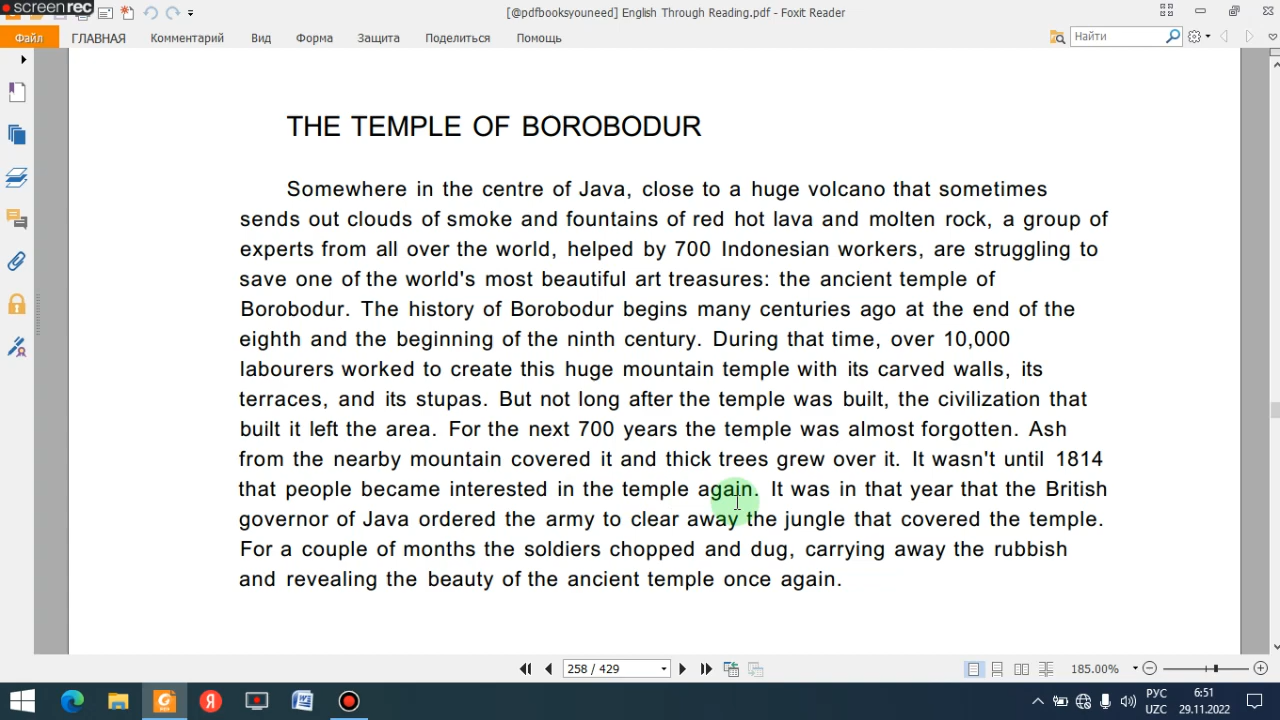 screenrec
[@pdfbooksyouneed] English Through Reading.pdf - Foxit Reader
Файл ГЛАВНАЯ Комментарий Вид Форма Защита Поделиться Помощь Найти
THE TEMPLE OF BOROBODUR
Somewhere in the centre of Java, close to a huge volcano that sometimes
sends out clouds of smoke and fountains of red hot lava and molten rock, a group of
experts from all over the world, helped by 700 Indonesian workers, are struggling to
save one of the world's most beautiful art treasures: the ancient temple of
Borobodur. The history of Borobodur begins many centuries ago at the end of the
eighth and the beginning of the ninth century. During that time, over 10,000
labourers worked to create this huge mountain temple with its carved walls, its
terraces, and its stupas. But not long after the temple was built, the civilization that
built it left the area. For the next 700 years the temple was almost forgotten. Ash
from the nearby mountain covered it and thick trees grew over it. It wasn't until 1814
that people became interested in the temple again. It was in that year that the British
governor of Java ordered the army to clear away the jungle that covered the temple.
For a couple of months the soldiers chopped and dug, carrying away the rubbish
and revealing the beauty of the ancient temple once again.
258 / 429 185.00%
РУС 6:51
UZC 29.11.2022